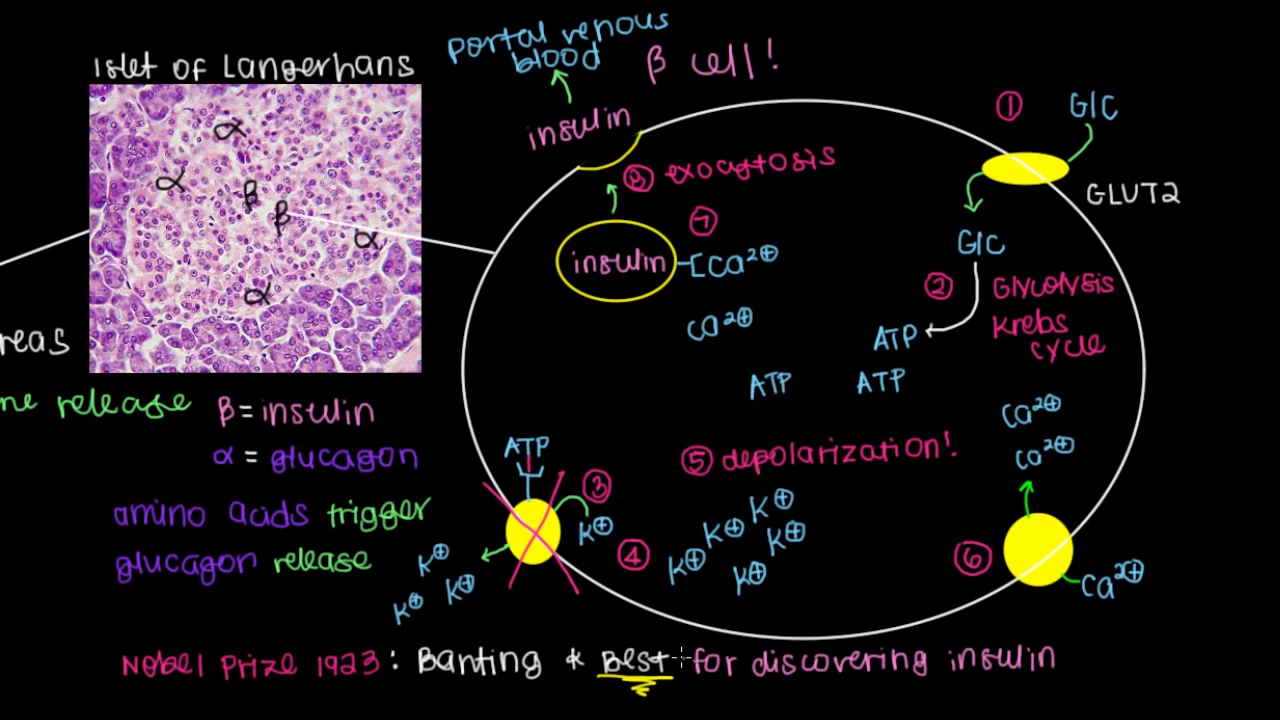 portal venous
blood
β cell!
Islet of Langerhans
insulin
① Glc
GLUT2
α
α
β
β
α
α
⑧ exocytosis
⑦
insulin
Ca²⊕
Glc
② Glycolysis
Krebs
cycle
Ca²⊕
ATP
ATP
ATP
reas
ne release
β = insulin
α = glucagon
amino acids trigger
glucagon release
Ca²⊕
Ca²⊕
ATP
⑤ depolarization!
③
K⊕
④
K⊕
K⊕
K⊕
K⊕
K⊕
K⊕
K⊕
K⊕
⑥
Ca²⊕
Nobel Prize 1923: Banting & Best for discovering insulin